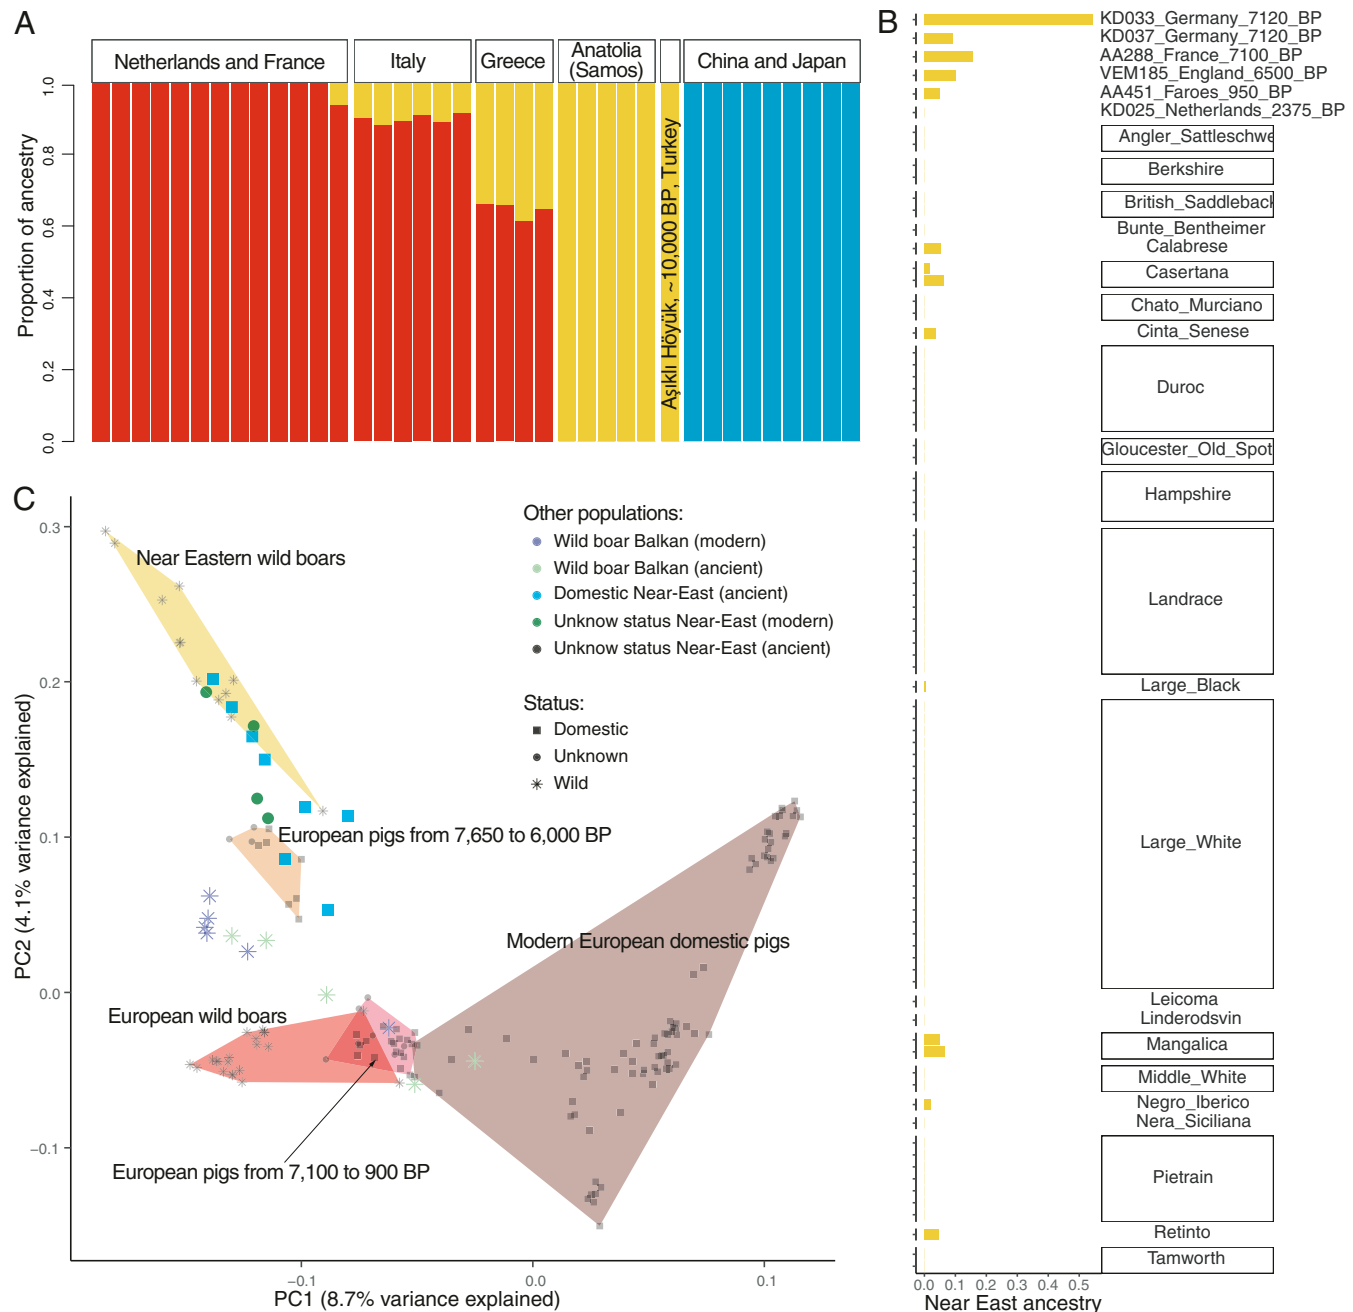 A
Netherlands and France
Italy
Greece
Anatolia
(Samos)
China and Japan
Proportion of ancestry
1.0
0.8
0.6
0.4
0.2
0.0
Aşıklı Höyük, ~10,000 BP, Turkey
B
KD033_Germany_7120_BP
KD037_Germany_7120_BP
AA288_France_7100_BP
VEM185_England_6500_BP
AA451_Faroes_950_BP
KD025_Netherlands_2375_BP
Angler_Sattleschwe
Berkshire
British_Saddleback
Bunte_Bentheimer
Calabrese
Casertana
Chato_Murciano
Cinta_Senese
Duroc
Gloucester_Old_Spot
Hampshire
Landrace
Large_Black
Large_White
Leicoma
Linderodsvin
Mangalica
Middle_White
Negro_Iberico
Nera_Siciliana
Pietrain
Retinto
Tamworth
0.0 0.1 0.2 0.3 0.4 0.5
Near East ancestry
C
Near Eastern wild boars
Other populations:
Wild boar Balkan (modern)
Wild boar Balkan (ancient)
Domestic Near-East (ancient)
Unknow status Near-East (modern)
Unknow status Near-East (ancient)
Status:
Domestic
Unknown
Wild
European pigs from 7,650 to 6,000 BP
Modern European domestic pigs
European wild boars
European pigs from 7,100 to 900 BP
PC2 (4.1% variance explained)
0.3
0.2
0.1
0.0
−0.1
−0.1 0.0 0.1
PC1 (8.7% variance explained)